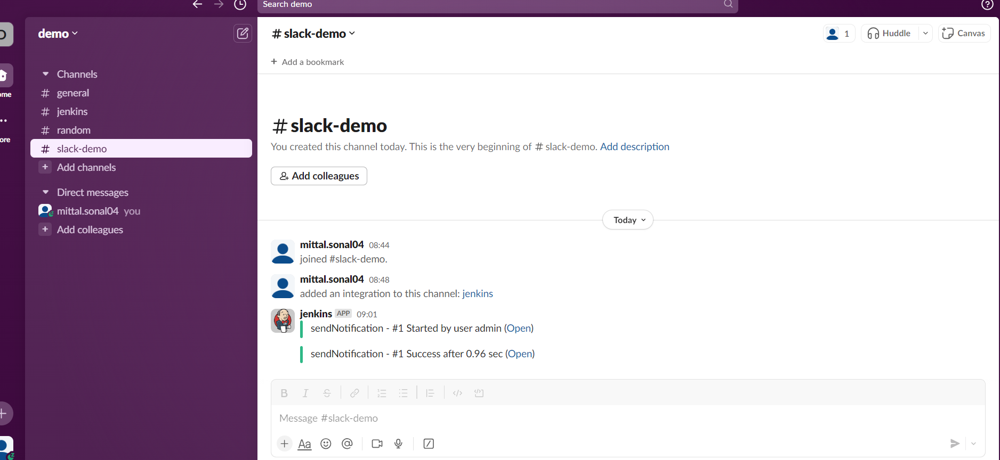 Search demo
demo
# slack-demo
1
Huddle
Canvas
+ Add a bookmark
Channels
# general
# jenkins
# random
# slack-demo
+ Add channels
Direct messages
mittal.sonal04 you
+ Add colleagues
ome
ore
# slack-demo
You created this channel today. This is the very beginning of # slack-demo. Add description
Add colleagues
Today
mittal.sonal04 08:44
joined #slack-demo.
mittal.sonal04 08:48
added an integration to this channel: jenkins
jenkins APP 09:01
sendNotification - #1 Started by user admin (Open)
sendNotification - #1 Success after 0.96 sec (Open)
B I S
Message #slack-demo
+ Aa @